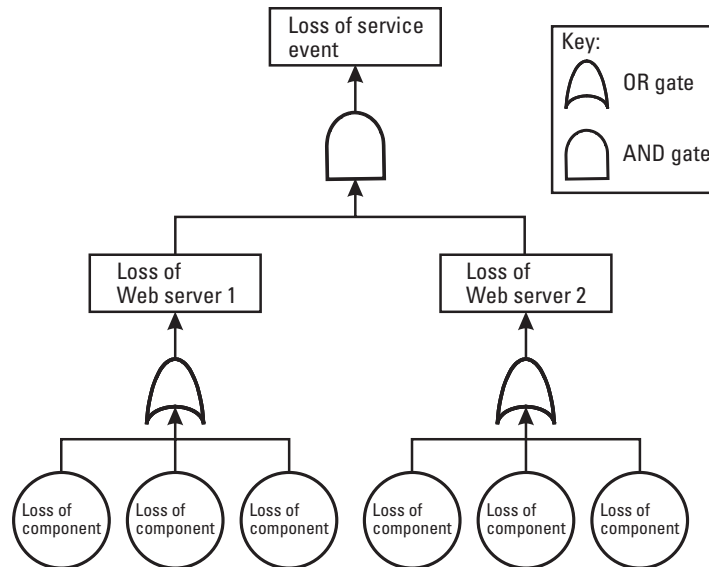 Loss of service
event
Key:
OR gate
AND gate
Loss of
Web server 1
Loss of
Web server 2
Loss of
component
Loss of
component
Loss of
component
Loss of
component
Loss of
component
Loss of
component